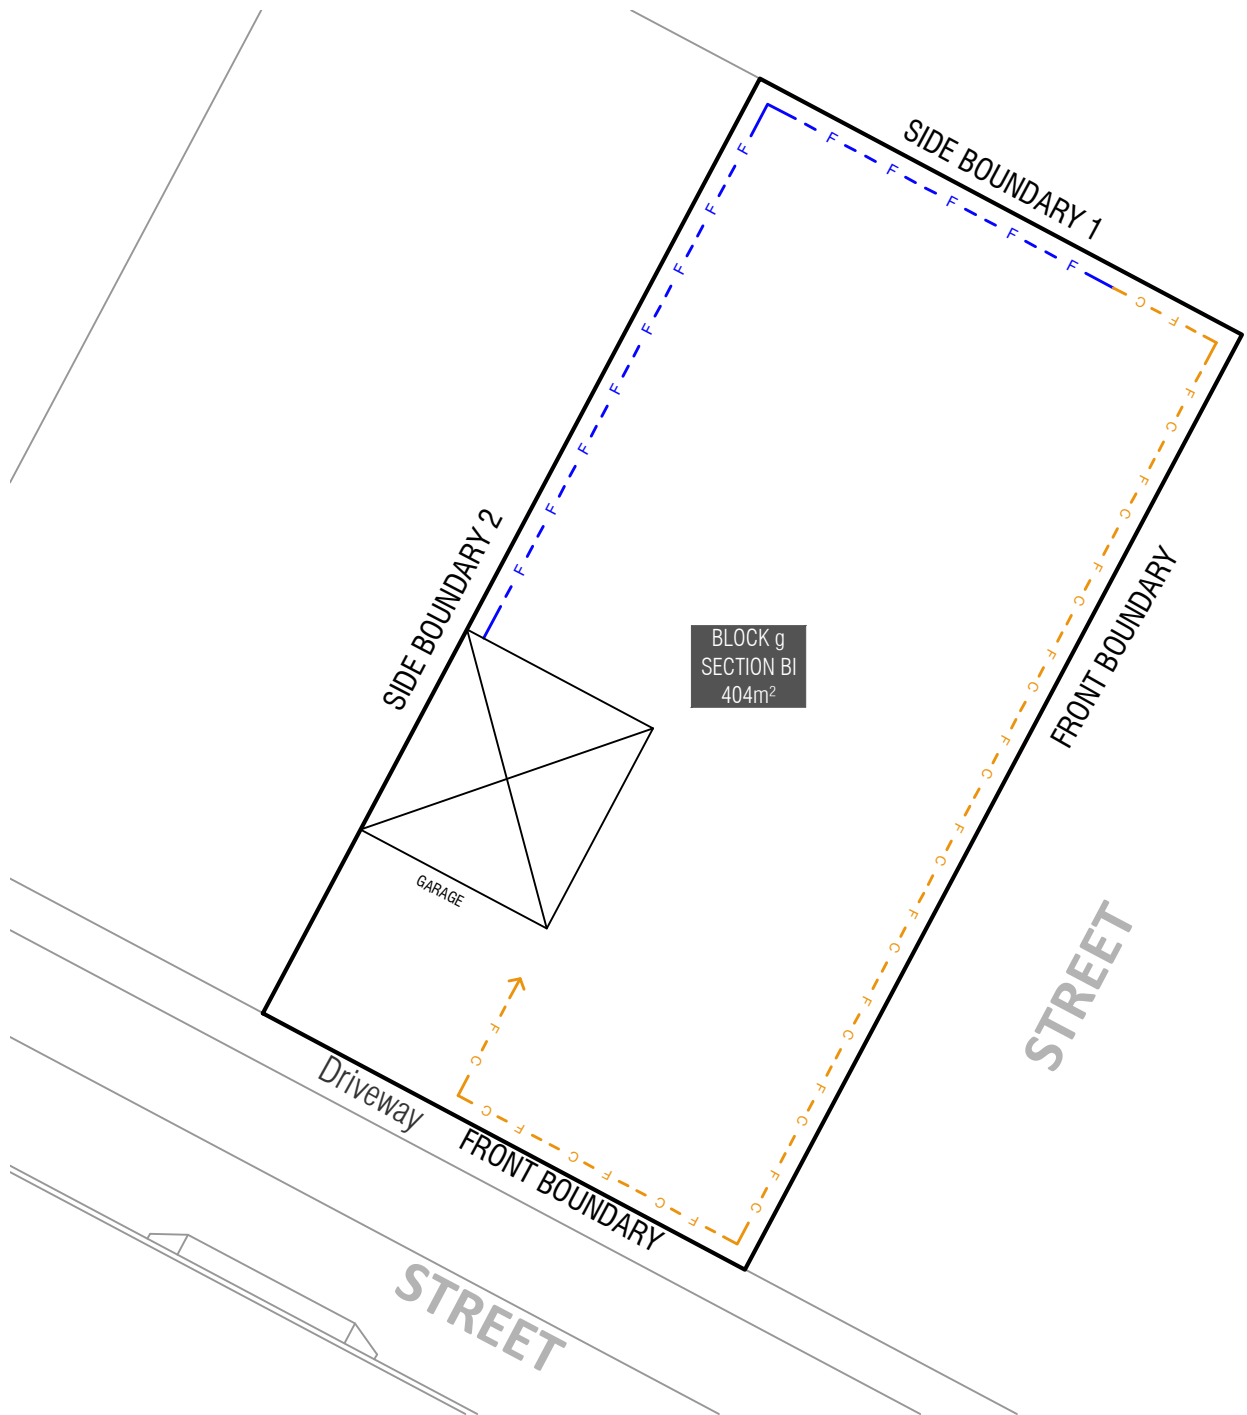 SIDE BOUNDARY 1
F F F F F C F
F F F F F F F F
F C F C F C F C F C F C F C F C F C F C
SIDE BOUNDARY 2
BLOCK g
SECTION BI
404m²
FRONT BOUNDARY
GARAGE
STREET
F C
C F C F C F
Driveway
FRONT BOUNDARY
STREET